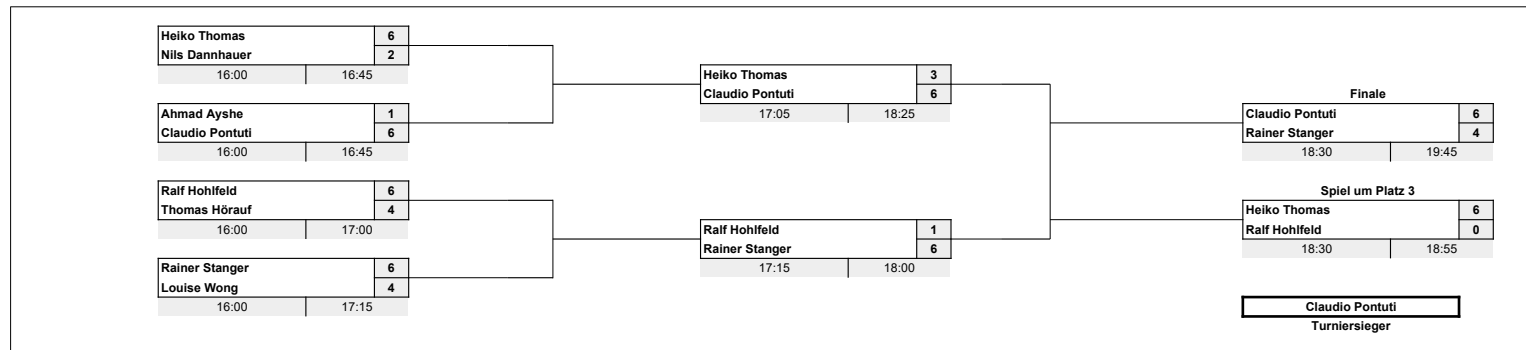 Heiko Thomas 6
Nils Dannhauer 2
16:00 16:45
Ahmad Ayshe 1
Claudio Pontuti 6
16:00 16:45
Ralf Hohlfeld 6
Thomas Hörauf 4
16:00 17:00
Rainer Stanger 6
Louise Wong 4
16:00 17:15
Heiko Thomas 3
Claudio Pontuti 6
17:05 18:25
Ralf Hohlfeld 1
Rainer Stanger 6
17:15 18:00
Finale
Claudio Pontuti 6
Rainer Stanger 4
18:30 19:45
Spiel um Platz 3
Heiko Thomas 6
Ralf Hohlfeld 0
18:30 18:55
Claudio Pontuti
Turniersieger